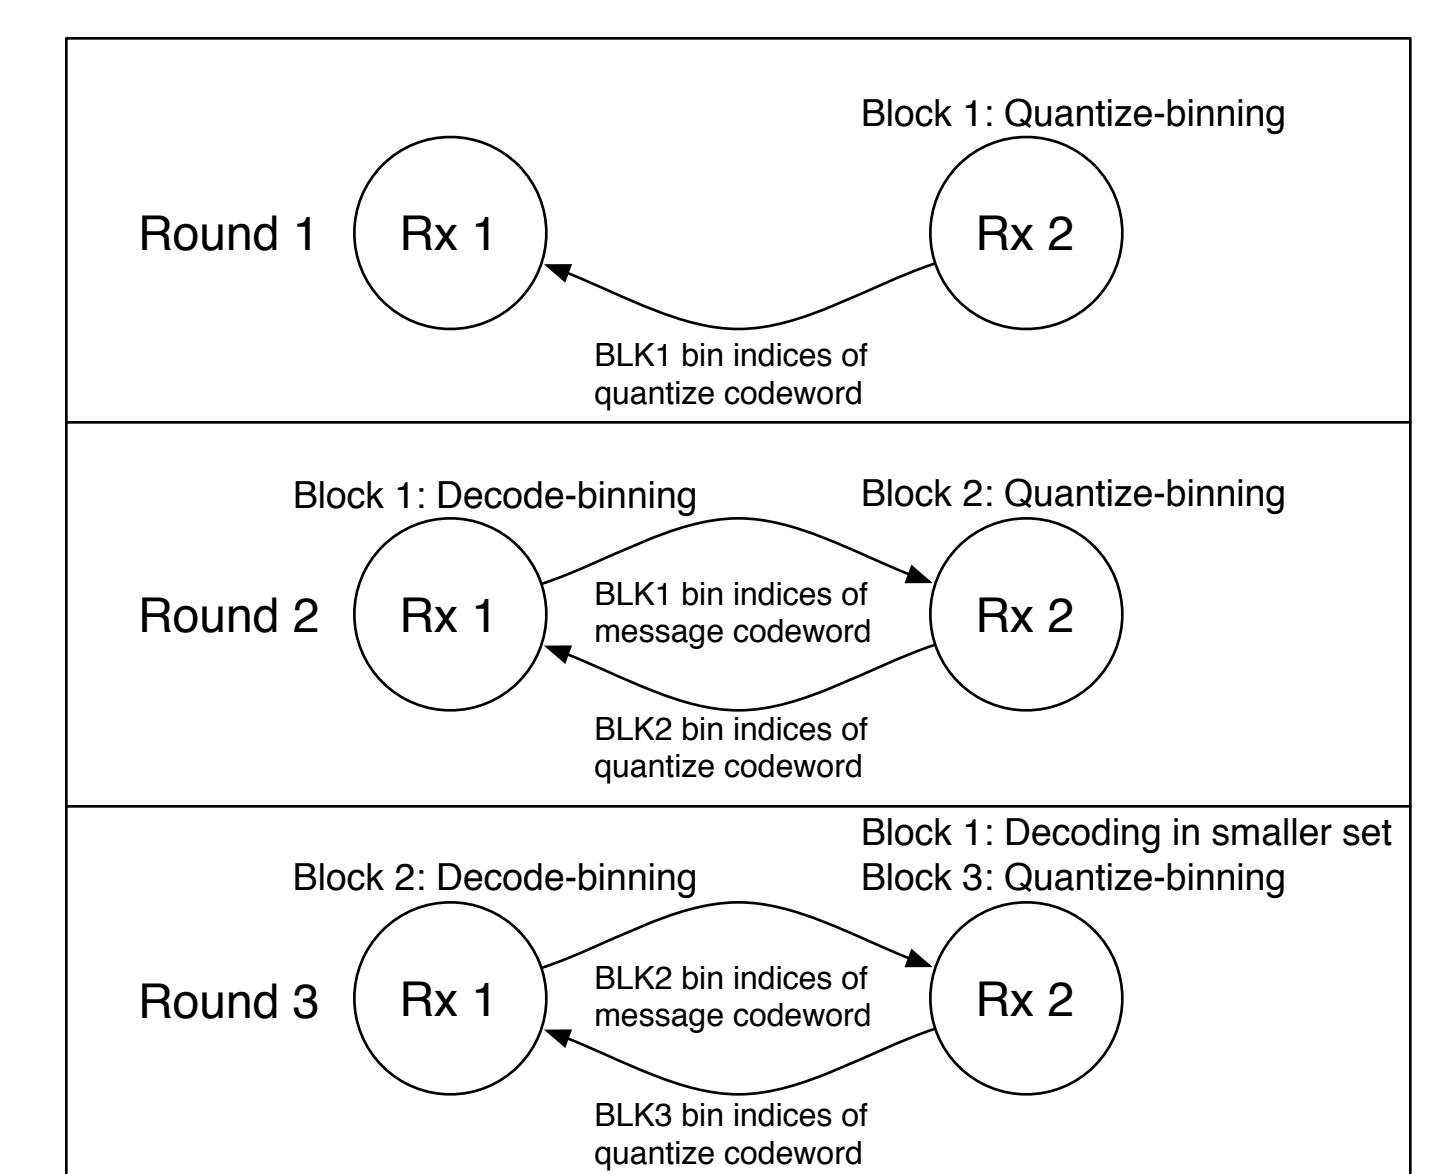 Block 1: Quantize-binning
Round 1
Rx 1
Rx 2
BLK1 bin indices of
quantize codeword
Block 1: Decode-binning
Block 2: Quantize-binning
Round 2
Rx 1
BLK1 bin indices of
message codeword
Rx 2
BLK2 bin indices of
quantize codeword
Block 1: Decoding in smaller set
Block 2: Decode-binning
Block 3: Quantize-binning
Round 3
Rx 1
BLK2 bin indices of
message codeword
Rx 2
BLK3 bin indices of
quantize codeword